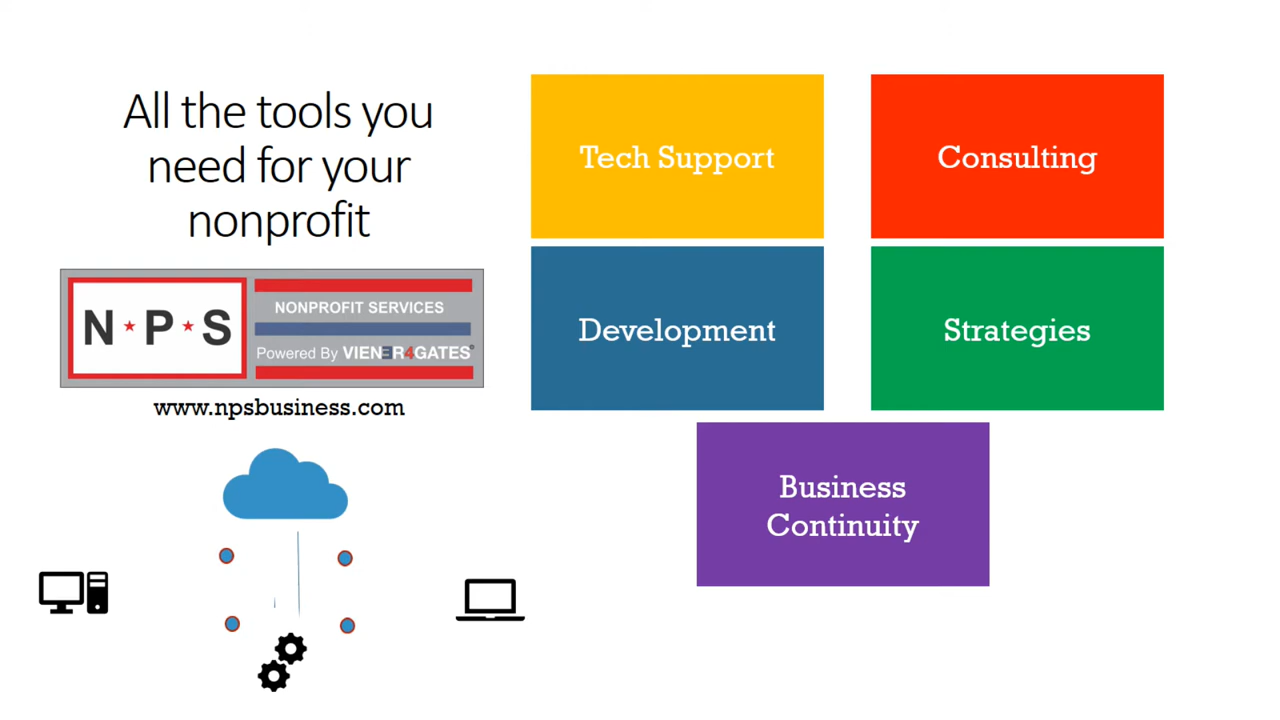 All the tools you
need for your
nonprofit
N★P★S
NONPROFIT SERVICES
Powered By VIENER4GATES
www.npsbusiness.com
Tech Support
Consulting
Development
Strategies
Business
Continuity